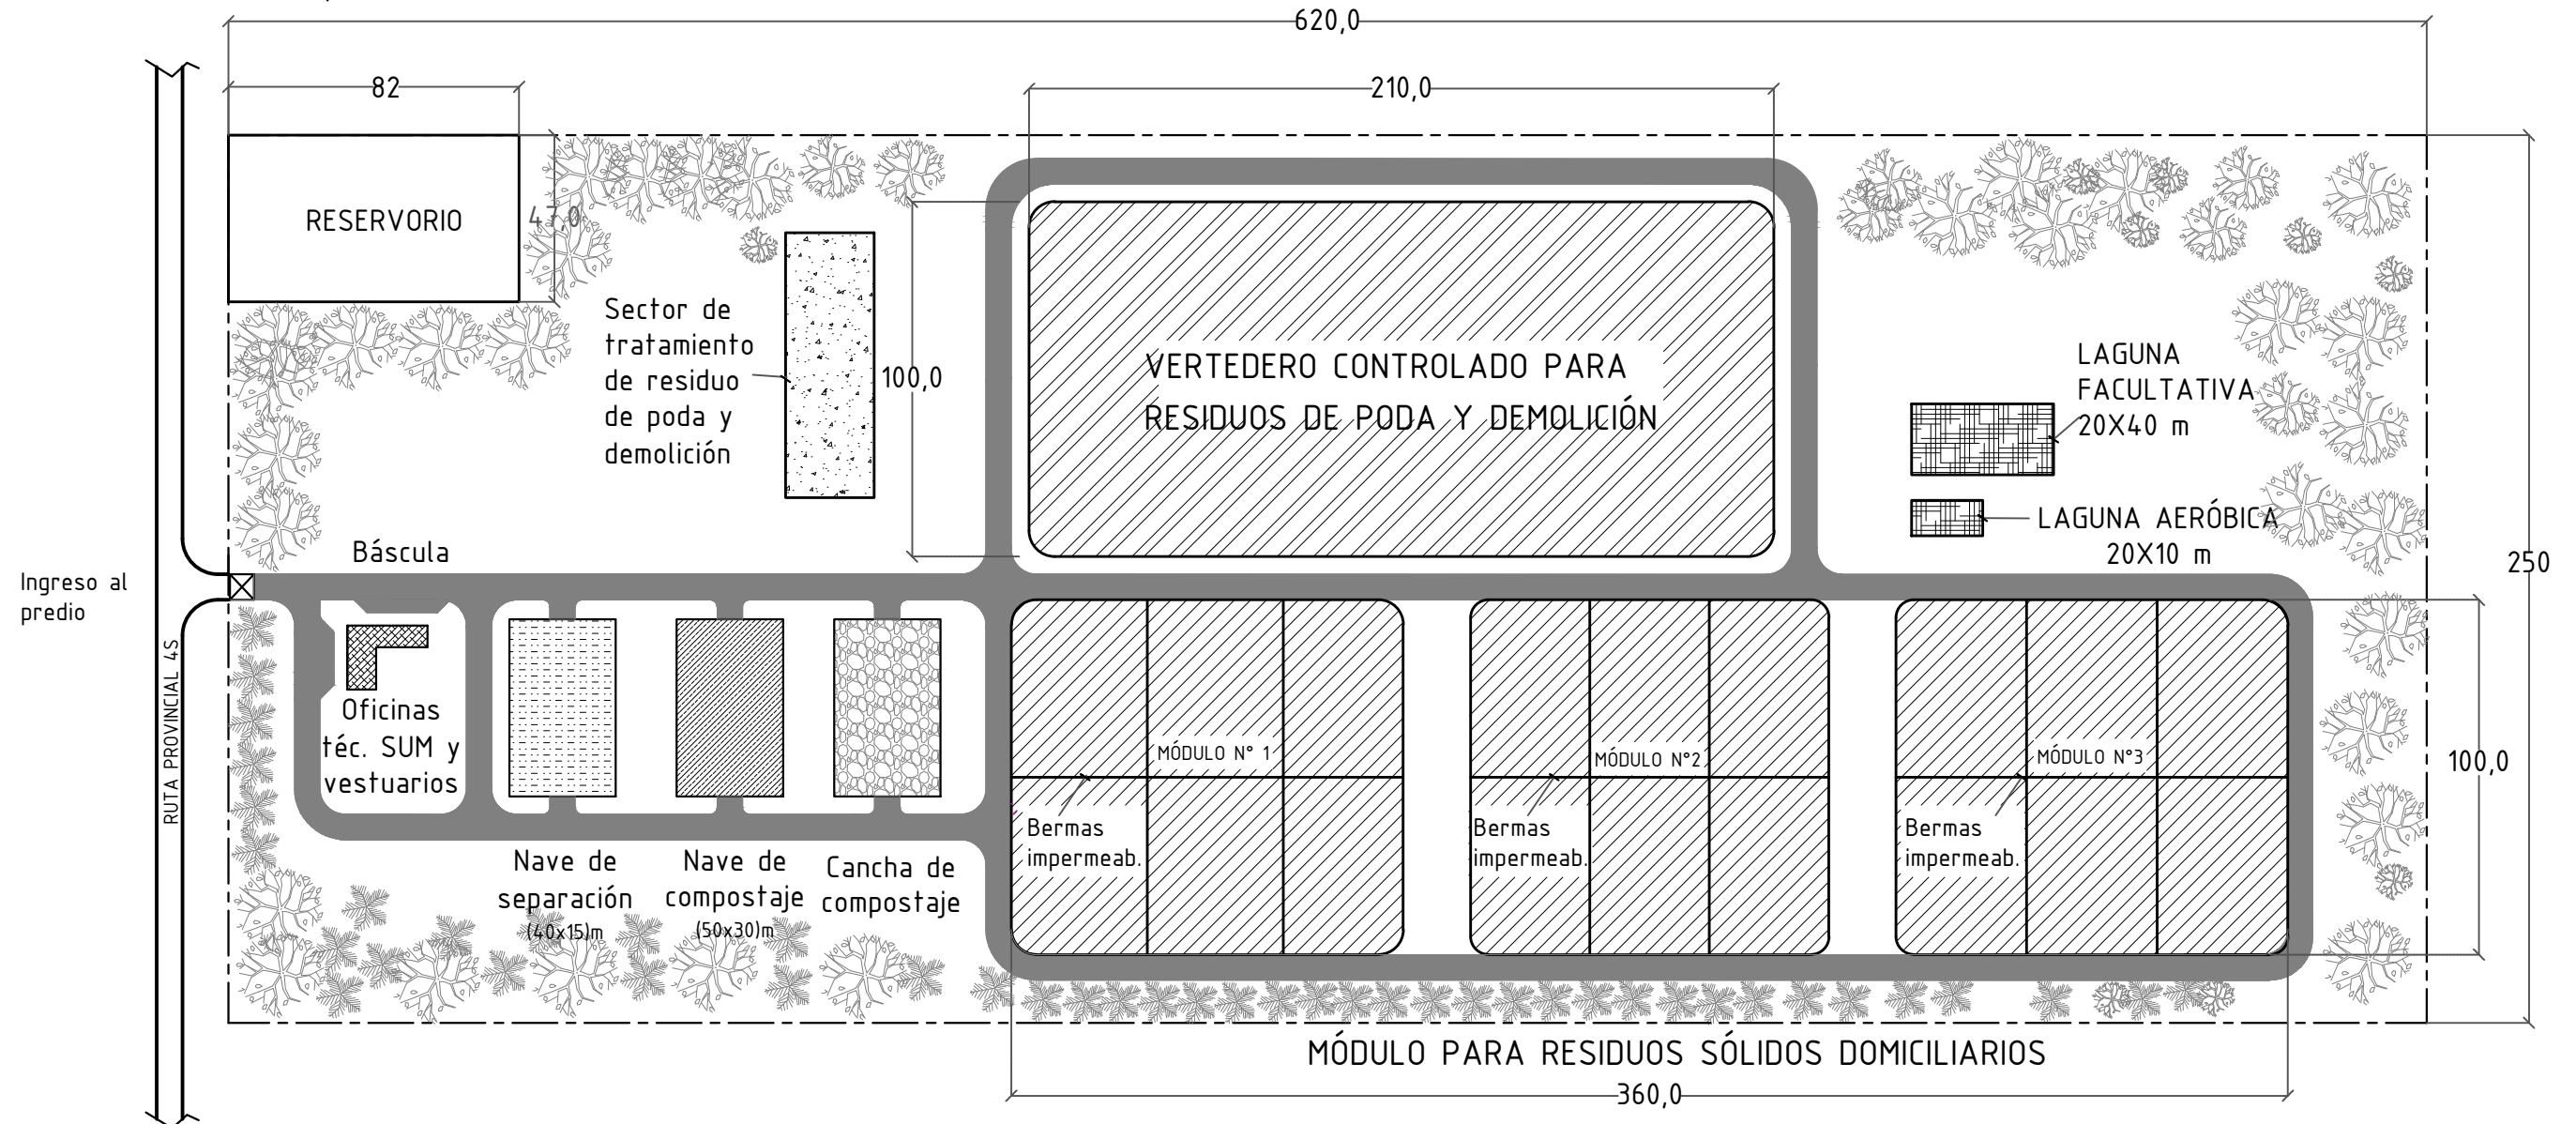 620,0
82
210,0
RESERVORIO
47,0
Sector de
tratamiento
de residuo
de poda y
demolición
100,0
VERTEDERO CONTROLADO PARA
RESIDUOS DE PODA Y DEMOLICIÓN
LAGUNA
FACULTATIVA
20X40 m
LAGUNA AERÓBICA
20X10 m
250
Báscula
Ingreso al
predio
RUTA PROVINCIAL 4S
Oficinas
téc. SUM y
vestuarios
Nave de
separación
(40x15)m
Nave de
compostaje
(50x30)m
Cancha de
compostaje
MÓDULO N° 1
Bermas
impermeab.
MÓDULO N°2
Bermas
impermeab.
MÓDULO N°3
Bermas
impermeab.
100,0
MÓDULO PARA RESIDUOS SÓLIDOS DOMICILIARIOS
360,0